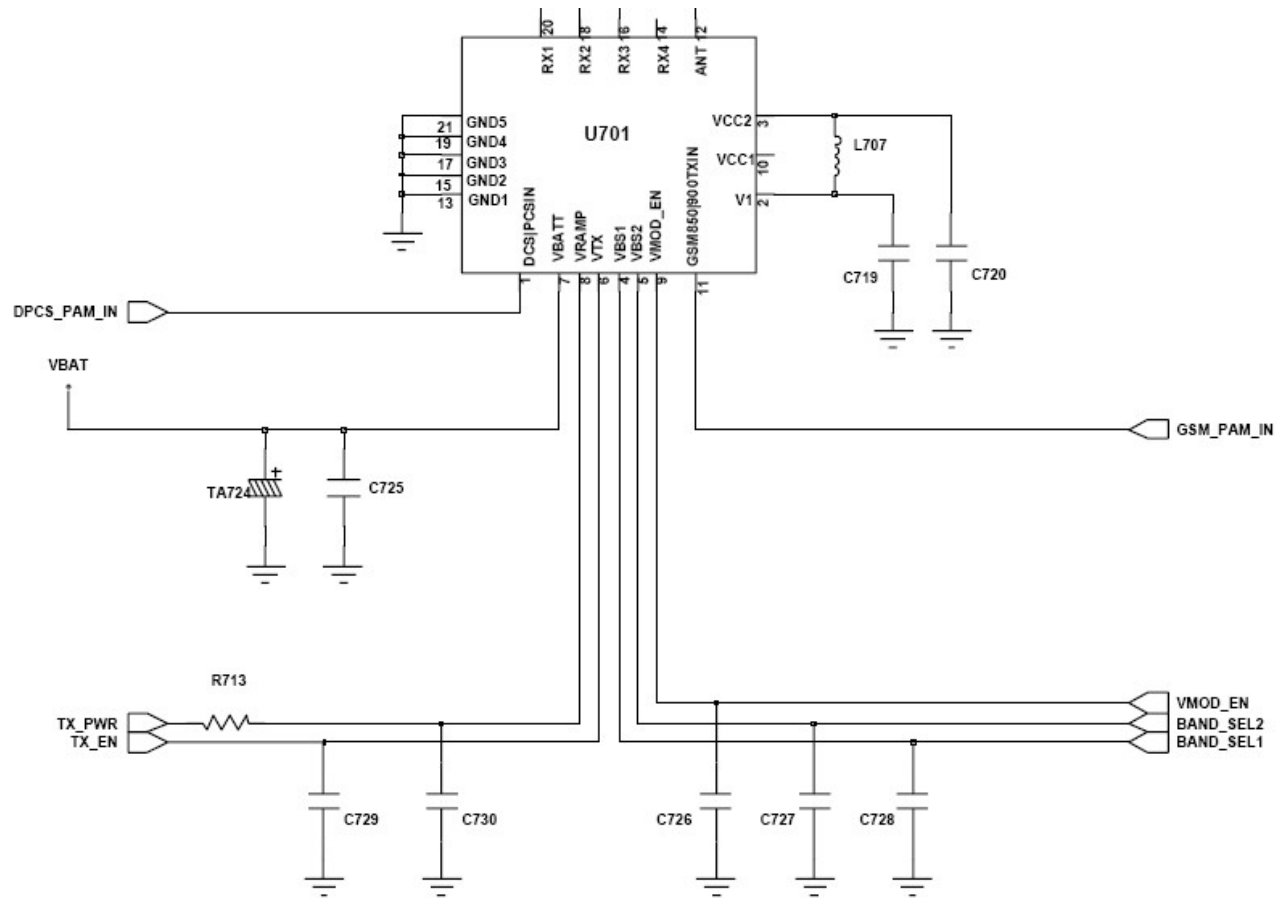 20 18 16 14 12
RX1 RX2 RX3 RX4 ANT
U701
GND5
21
GND4
19
GND3
17
GND2
15
GND1
13
VCC2
3
VCC1
10
V1
2
L707
C719
C720
DCS|PCSIN VBATT VRAMP VTX VBS1 VBS2 VMOD_EN GSM850|900TXIN
1 7 8 6 4 5 9 11
DPCS_PAM_IN
VBAT
GSM_PAM_IN
TA724
+
C725
R713
TX_PWR
TX_EN
VMOD_EN
BAND_SEL2
BAND_SEL1
C729
C730
C726
C727
C728